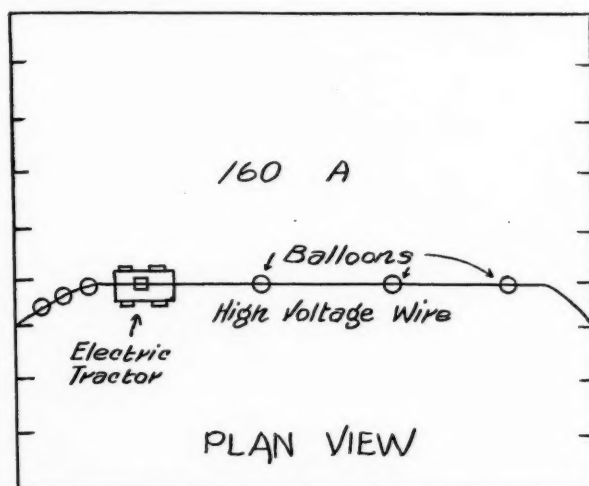 160 A
Balloons
High Voltage Wire
Electric
Tractor
PLAN VIEW